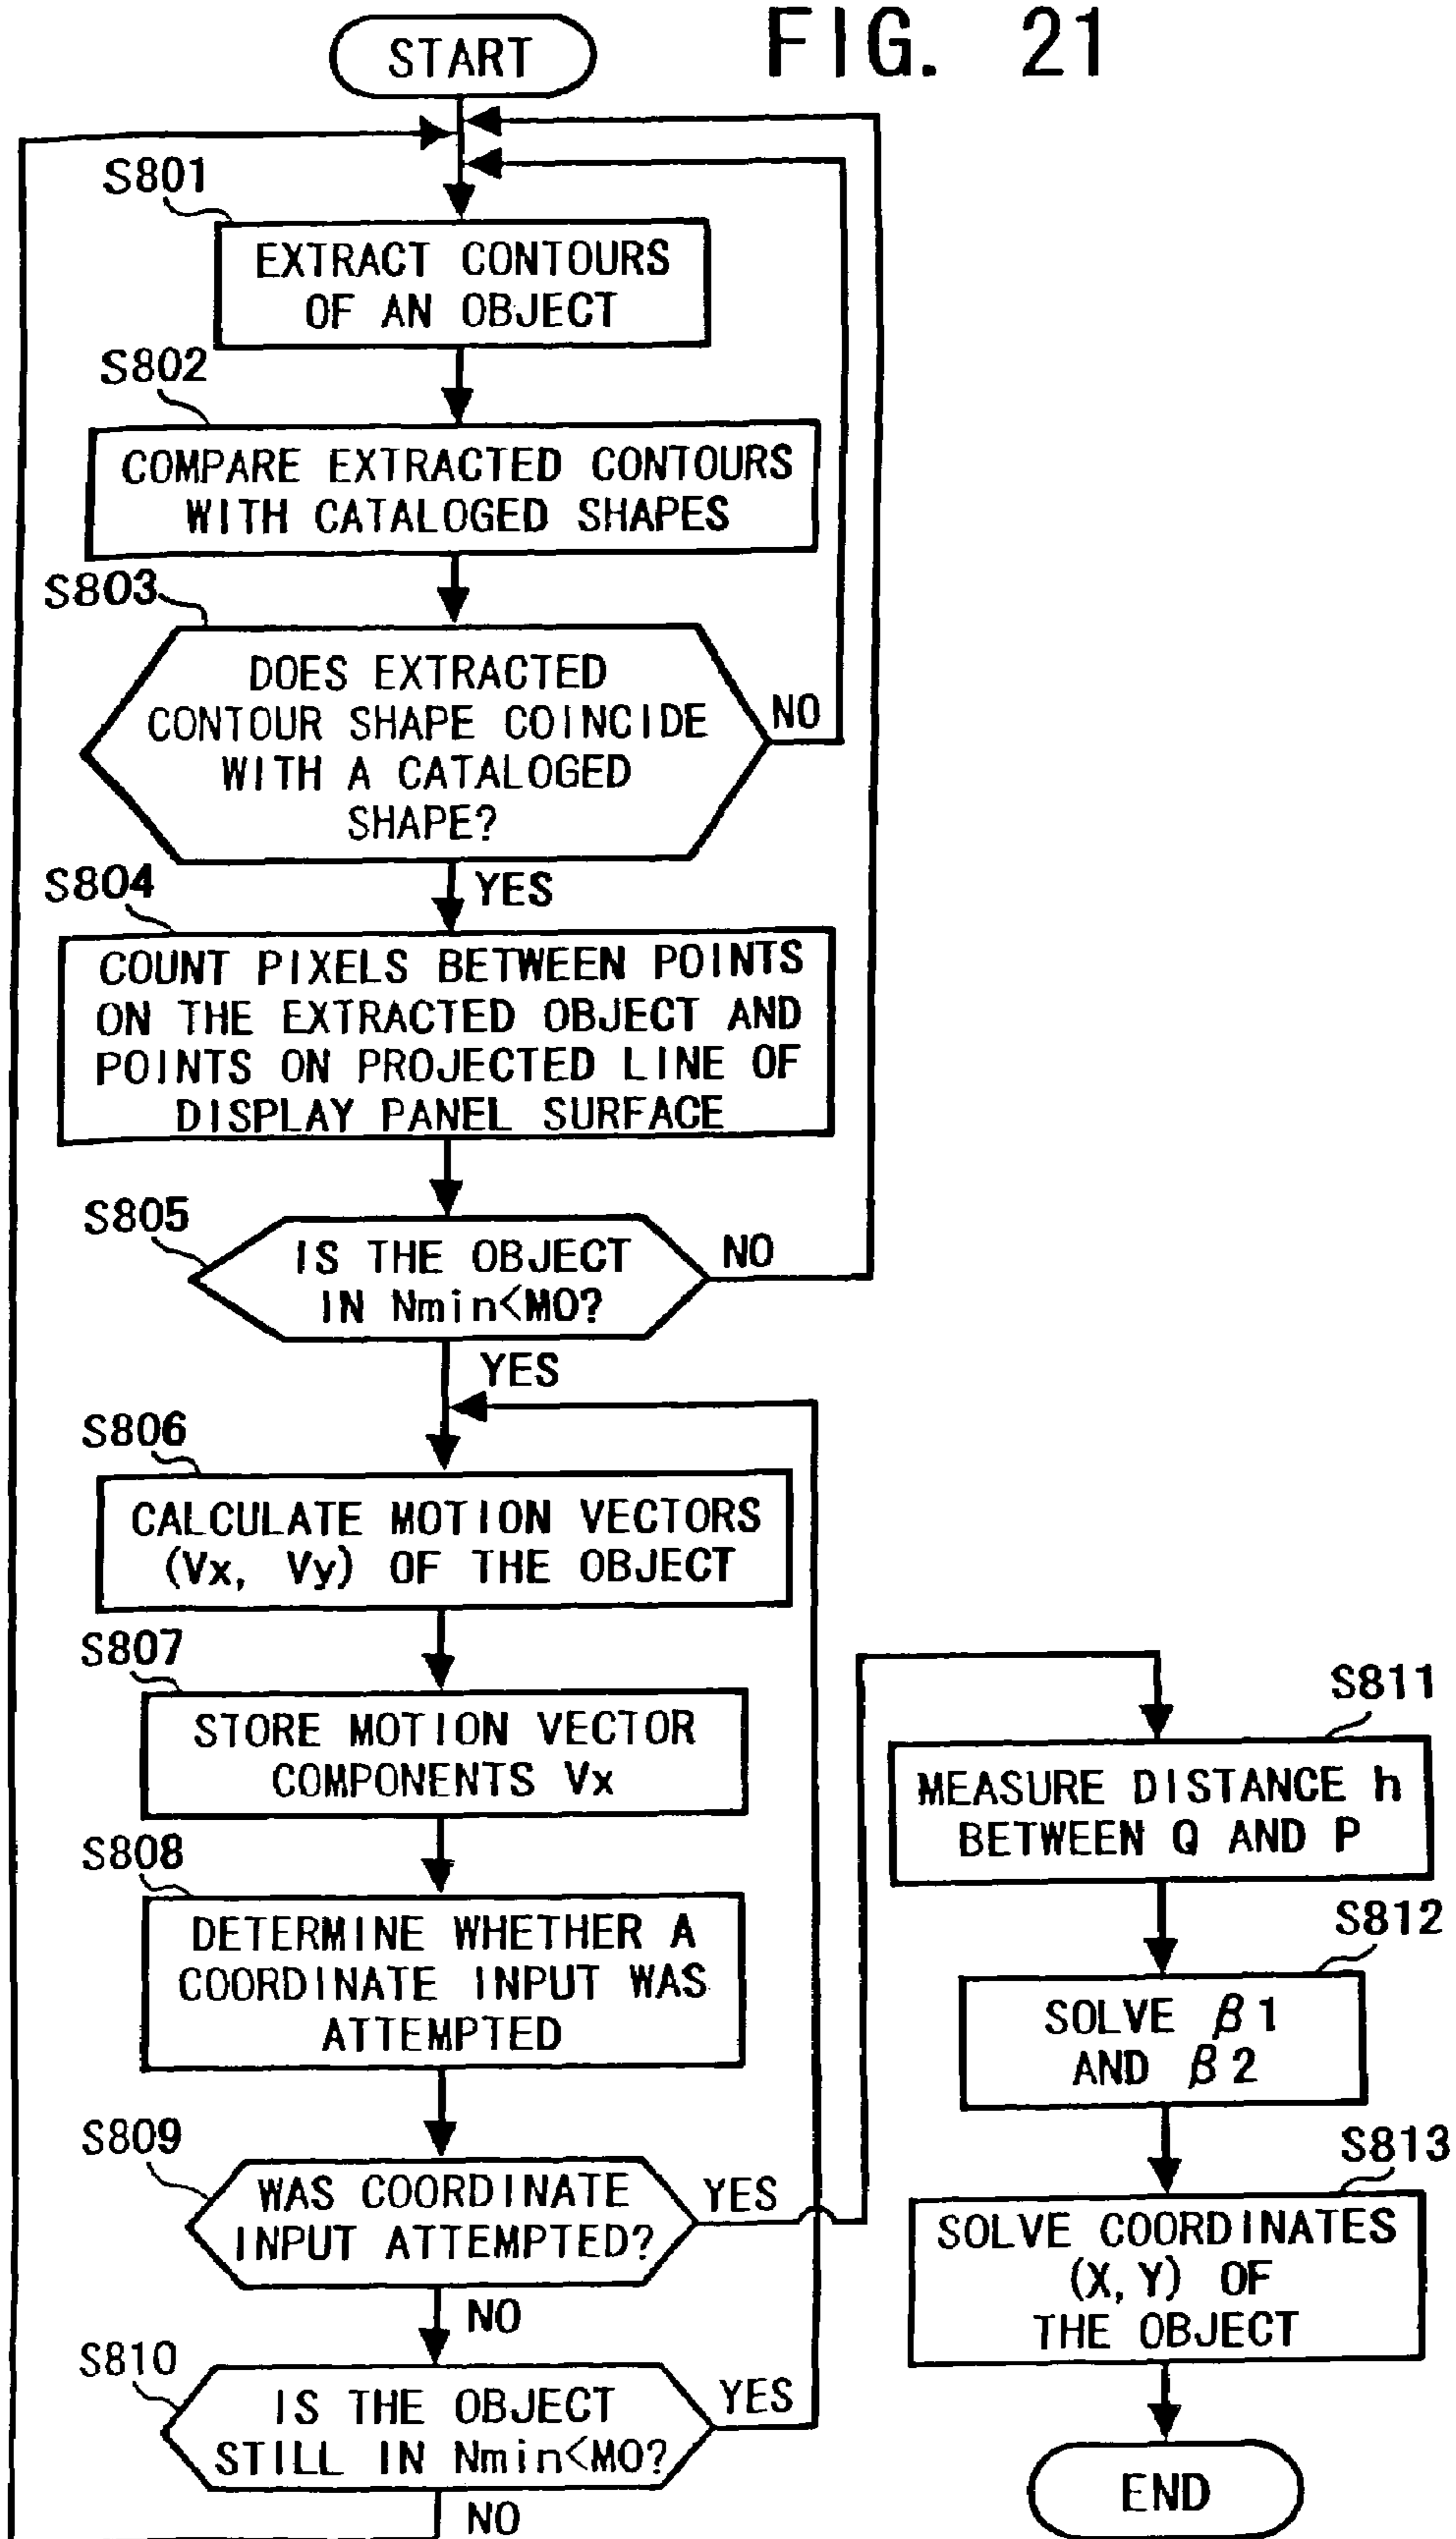 FIG. 21
START
S801
EXTRACT CONTOURS
OF AN OBJECT
S802
COMPARE EXTRACTED CONTOURS
WITH CATALOGED SHAPES
S803
DOES EXTRACTED
CONTOUR SHAPE COINCIDE
WITH A CATALOGED
SHAPE?
NO
YES
S804
COUNT PIXELS BETWEEN POINTS
ON THE EXTRACTED OBJECT AND
POINTS ON PROJECTED LINE OF
DISPLAY PANEL SURFACE
S805
IS THE OBJECT
IN Nmin<MO?
NO
YES
S806
CALCULATE MOTION VECTORS
(Vx, Vy) OF THE OBJECT
S807
STORE MOTION VECTOR
COMPONENTS Vx
S808
DETERMINE WHETHER A
COORDINATE INPUT WAS
ATTEMPTED
S809
WAS COORDINATE
INPUT ATTEMPTED?
YES
NO
S810
IS THE OBJECT
STILL IN Nmin<MO?
YES
NO
S811
MEASURE DISTANCE h
BETWEEN Q AND P
S812
SOLVE β1
AND β2
S813
SOLVE COORDINATES
(X, Y) OF
THE OBJECT
END